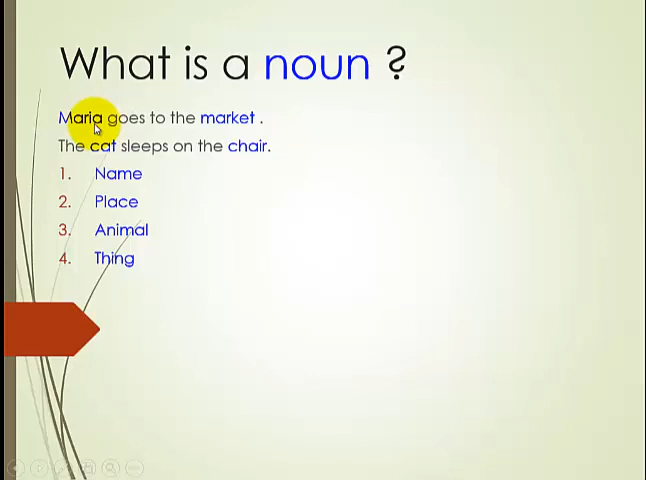 What is a noun ?
Maria goes to the market .
The cat sleeps on the chair.
1. Name
2. Place
3. Animal
4. Thing